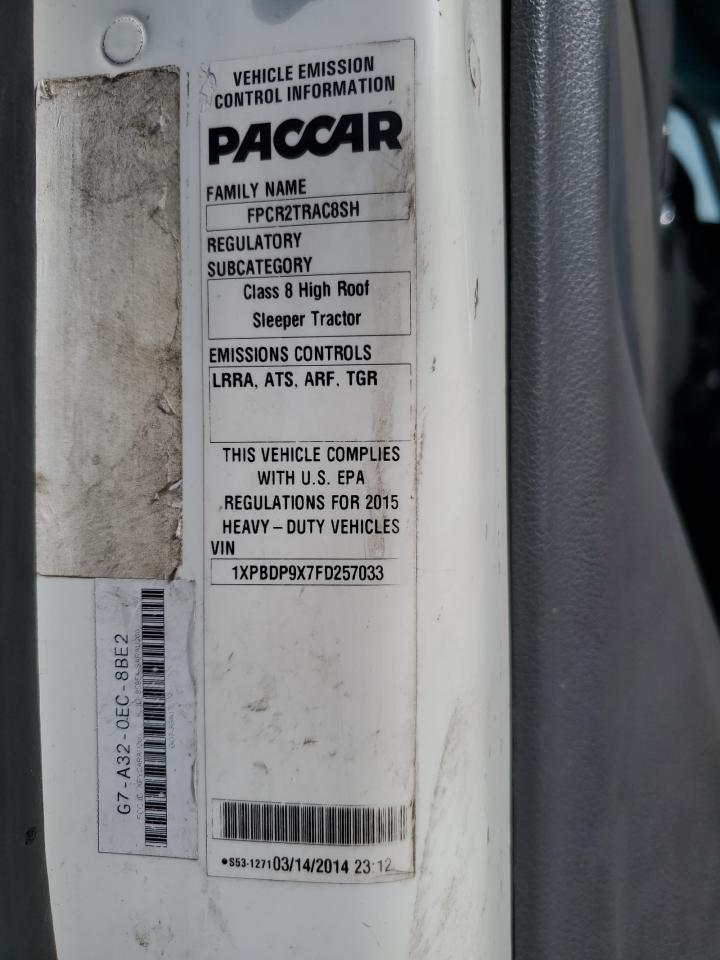 VEHICLE EMISSION
CONTROL INFORMATION
PACCAR
FAMILY NAME
FPCR2TRAC8SH
REGULATORY
SUBCATEGORY
Class 8 High Roof
Sleeper Tractor
EMISSIONS CONTROLS
LRRA, ATS, ARF, TGR
THIS VEHICLE COMPLIES
WITH U.S. EPA
REGULATIONS FOR 2015
HEAVY-DUTY VEHICLES
VIN
1XPBDP9X7FD257033
•S53-1271 03/14/2014 23:12
G7-A32-0EC-8BE2
FCC ID: